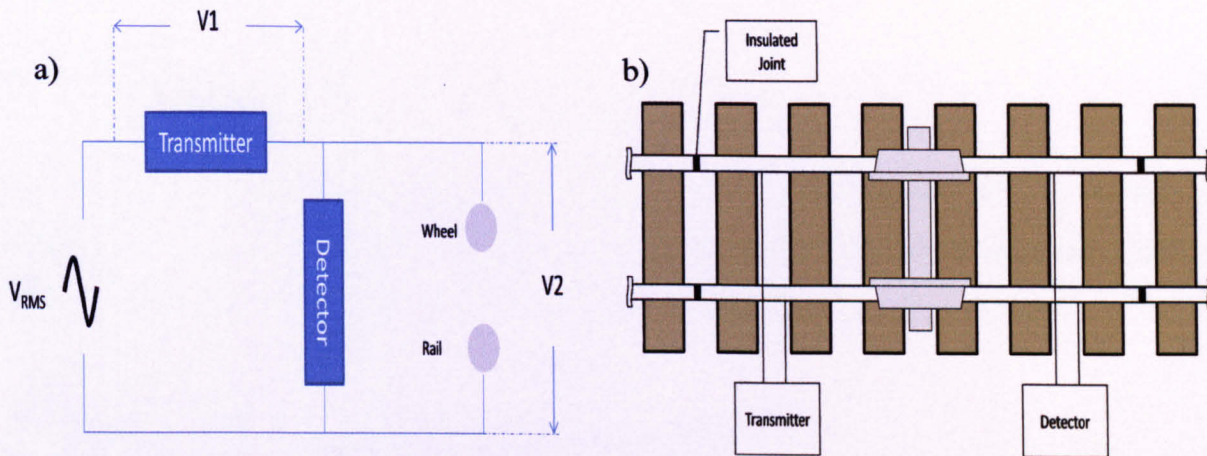 a)
V1
Transmitter
Detector
Wheel
Rail
V2
VRMS
b)
Insulated
Joint
Transmitter
Detector